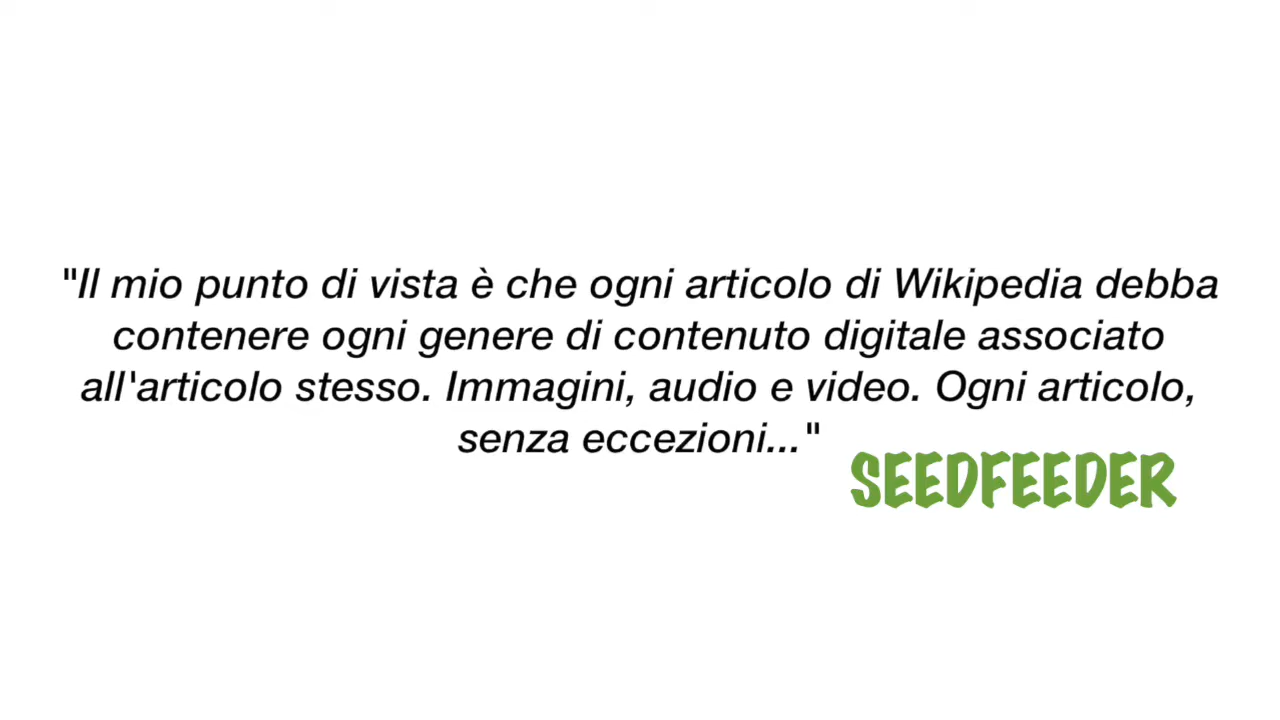 "Il mio punto di vista è che ogni articolo di Wikipedia debba
contenere ogni genere di contenuto digitale associato
all'articolo stesso. Immagini, audio e video. Ogni articolo,
senza eccezioni..."
SEEDFEEDER